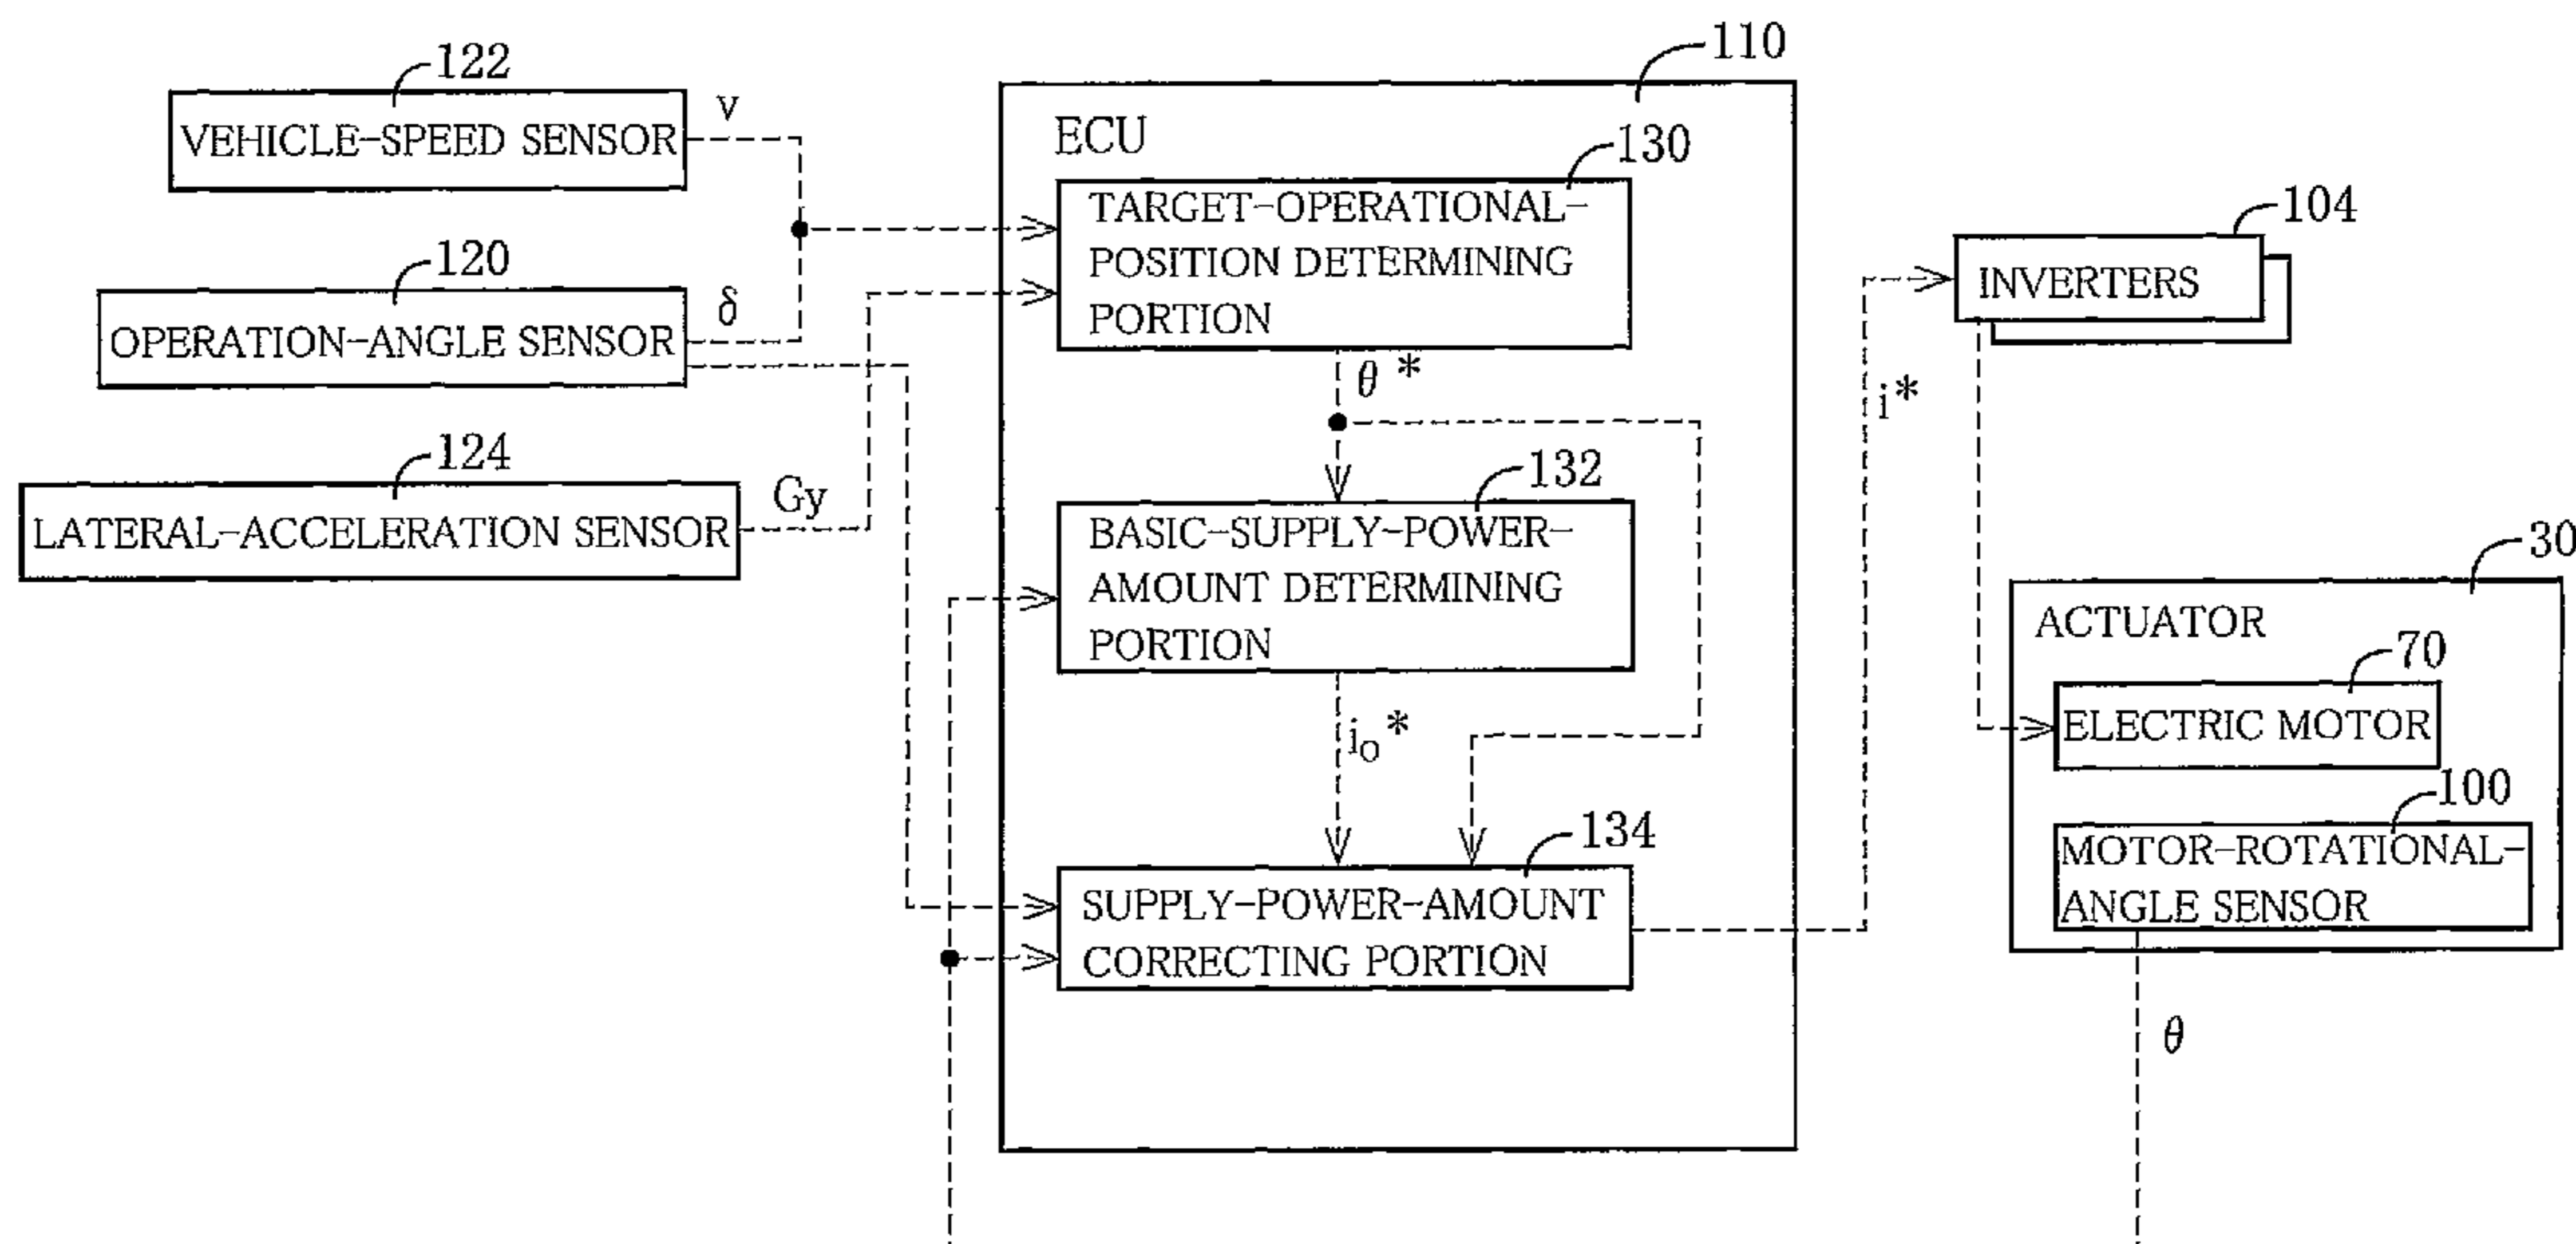 122
VEHICLE-SPEED SENSOR
v
120
OPERATION-ANGLE SENSOR
δ
124
LATERAL-ACCELERATION SENSOR
Gy
110
ECU
130
TARGET-OPERATIONAL-
POSITION DETERMINING
PORTION
θ*
132
BASIC-SUPPLY-POWER-
AMOUNT DETERMINING
PORTION
io*
134
SUPPLY-POWER-AMOUNT
CORRECTING PORTION
i*
104
INVERTERS
30
ACTUATOR
70
ELECTRIC MOTOR
100
MOTOR-ROTATIONAL-
ANGLE SENSOR
θ